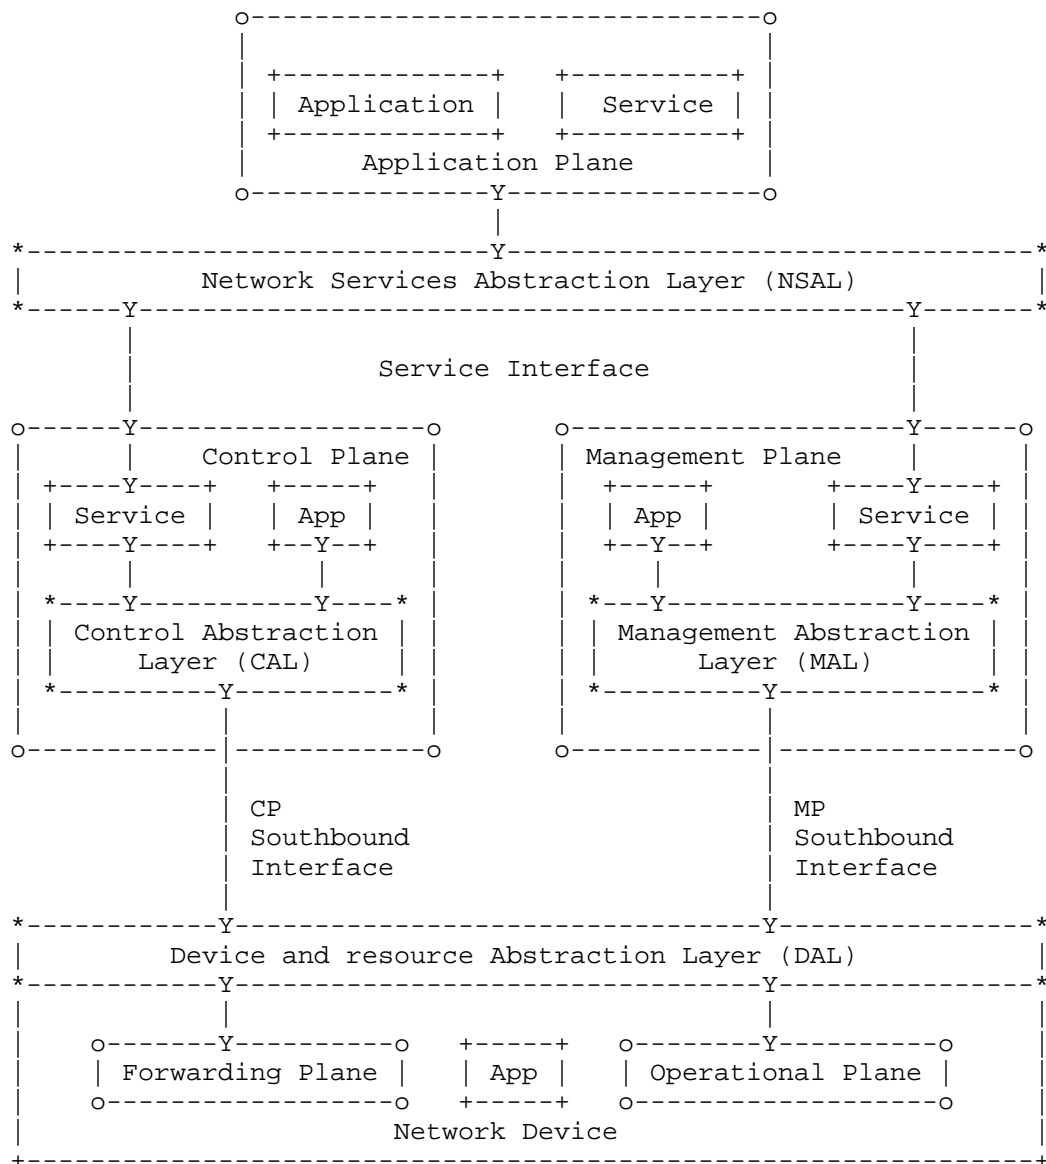 Application Service
Application Plane
Network Services Abstraction Layer (NSAL)
Service Interface
Control Plane Management Plane
Service App App Service
Control Abstraction Management Abstraction
Layer (CAL) Layer (MAL)
CP MP
Southbound Southbound
Interface Interface
Device and resource Abstraction Layer (DAL)
Forwarding Plane App Operational Plane
Network Device